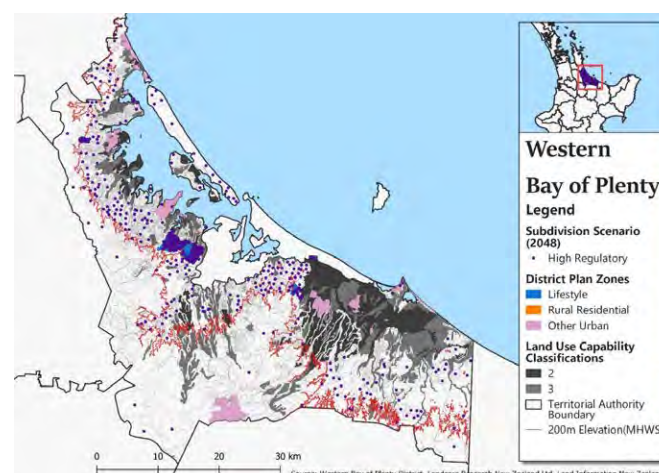 Western
Bay of Plenty
Legend
Subdivision Scenario
(2048)
High Regulatory
District Plan Zones
Lifestyle
Rural Residential
Other Urban
Land Use Capability
Classifications
2
3
Territorial Authority
Boundary
200m Elevation(MHWS
0 10 20 30 km